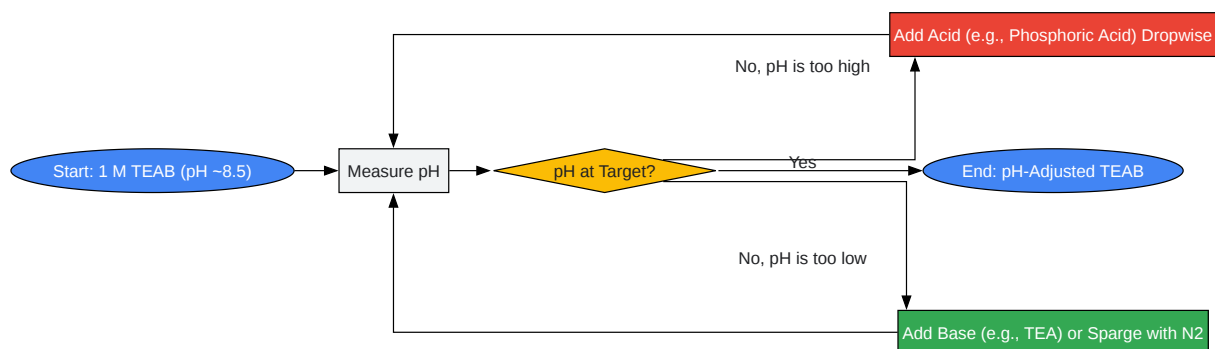 Add Acid (e.g., Phosphoric Acid) Dropwise
No, pH is too high
Start: 1 M TEAB (pH ~8.5)
Measure pH
pH at Target?
Yes
End: pH-Adjusted TEAB
No, pH is too low
Add Base (e.g., TEA) or Sparge with N2